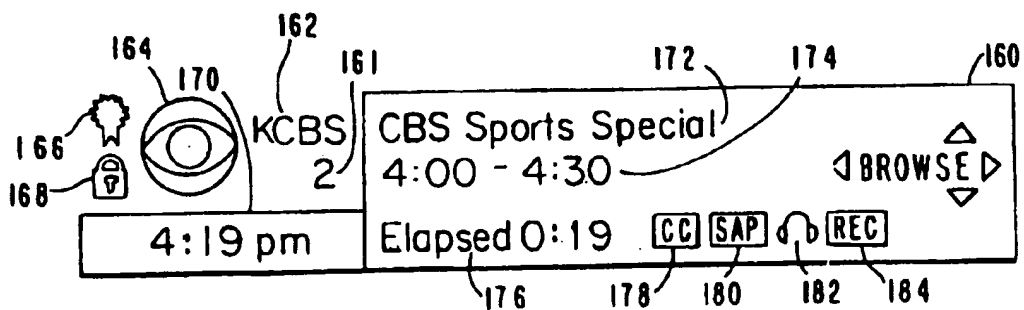 162
164
161
172
174
160
170
KCBS
CBS Sports Special
166
2
4:00 - 4:30
BROWSE
168
4:19 pm
Elapsed 0:19
CC
SAP
REC
176
178
180
182
184